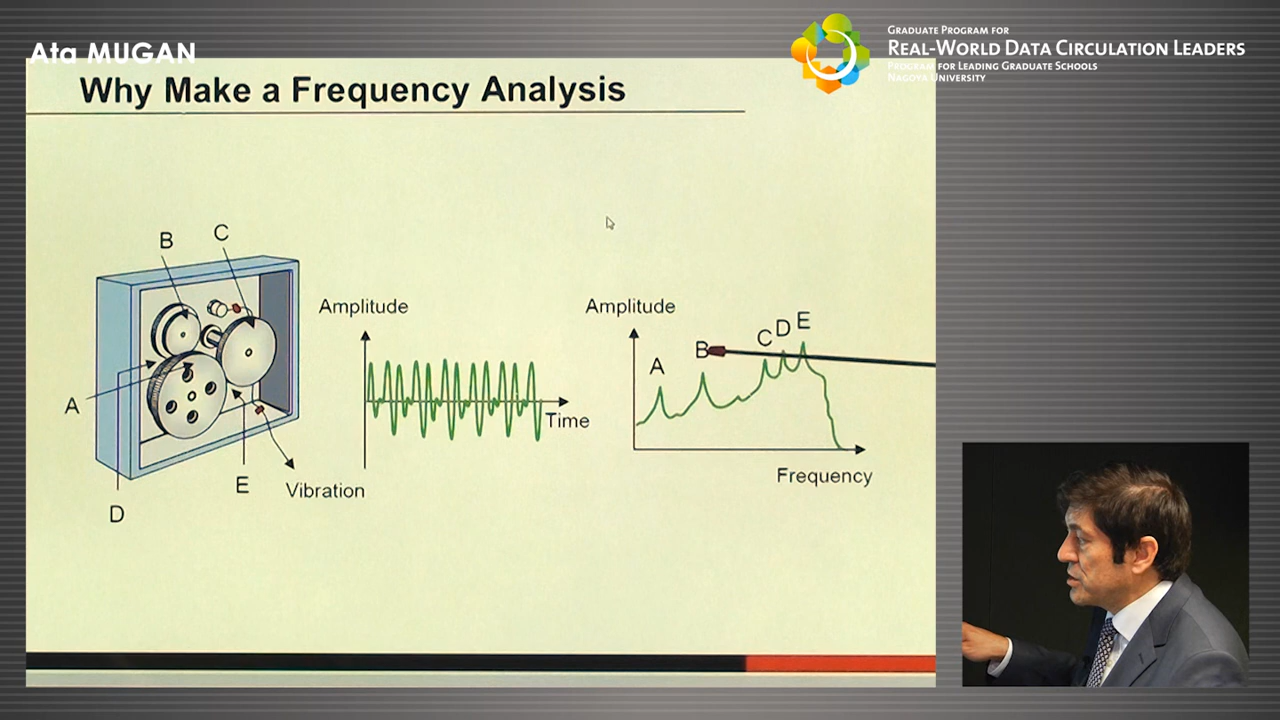 Ata MUGAN
GRADUATE PROGRAM FOR
REAL-WORLD DATA CIRCULATION LEADERS
PROGRAM FOR LEADING GRADUATE SCHOOLS
NAGOYA UNIVERSITY
Why Make a Frequency Analysis
B
C
A
D
E
Vibration
Amplitude
Time
Amplitude
A
B
C
D
E
Frequency